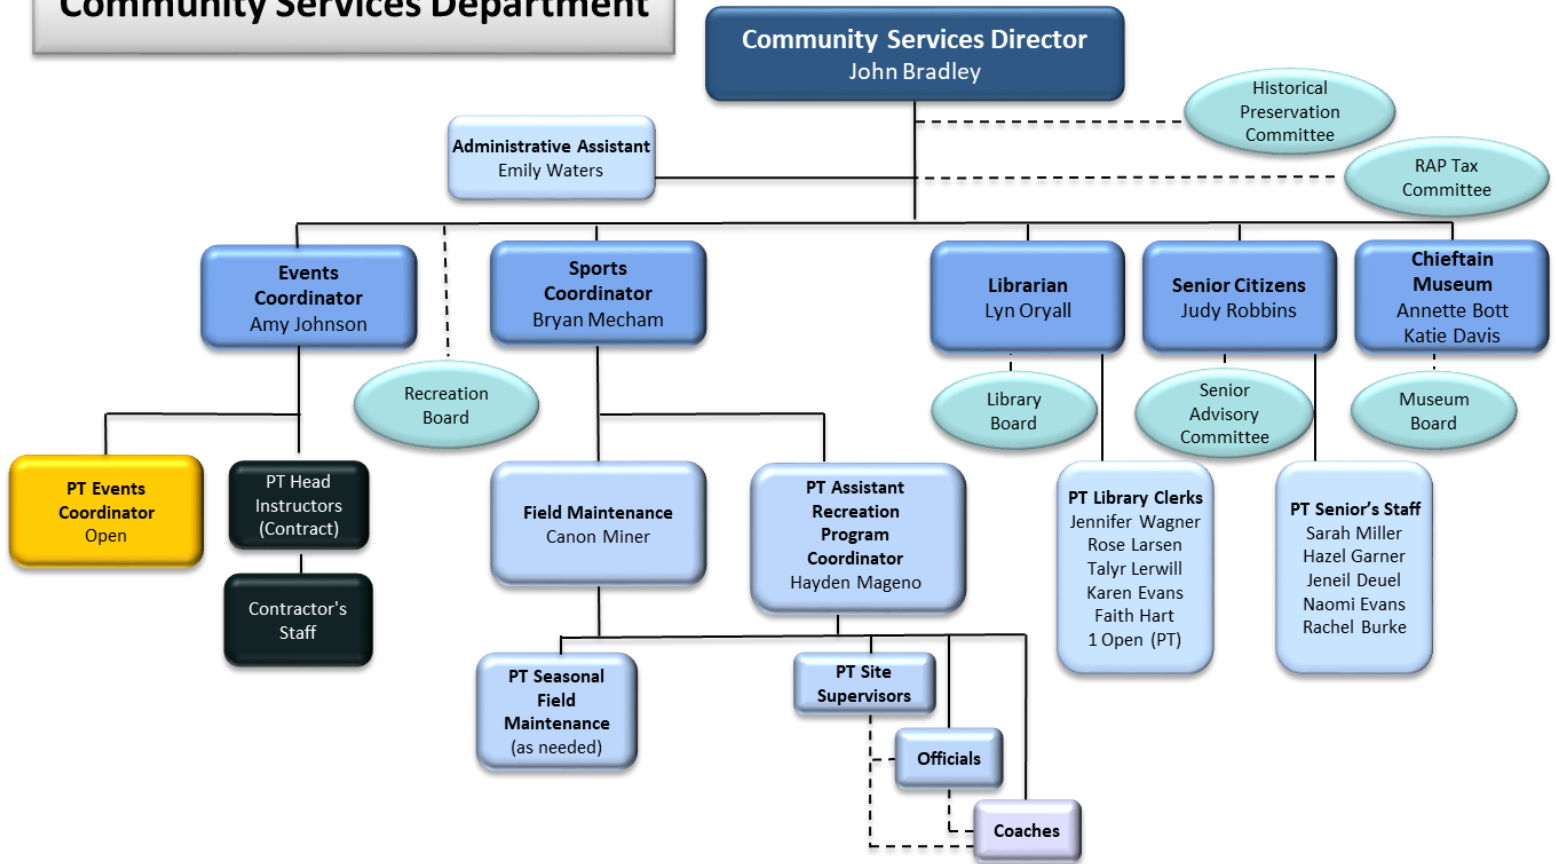 Community Services Department
Community Services Director
John Bradley
Historical
Preservation
Committee
Administrative Assistant
Emily Waters
RAP Tax
Committee
Events
Coordinator
Amy Johnson
Sports
Coordinator
Bryan Mecham
Librarian
Lyn Oryall
Senior Citizens
Judy Robbins
Chieftain
Museum
Annette Bott
Katie Davis
Recreation
Board
Library
Board
Senior
Advisory
Committee
Museum
Board
PT Events
Coordinator
Open
PT Head
Instructors
(Contract)
Contractor's
Staff
Field Maintenance
Canon Miner
PT Assistant
Recreation
Program
Coordinator
Hayden Mageno
PT Library Clerks
Jennifer Wagner
Rose Larsen
Talyr Lerwill
Karen Evans
Faith Hart
1 Open (PT)
PT Senior’s Staff
Sarah Miller
Hazel Garner
Jeneil Deuel
Naomi Evans
Rachel Burke
PT Seasonal
Field
Maintenance
(as needed)
PT Site
Supervisors
Officials
Coaches